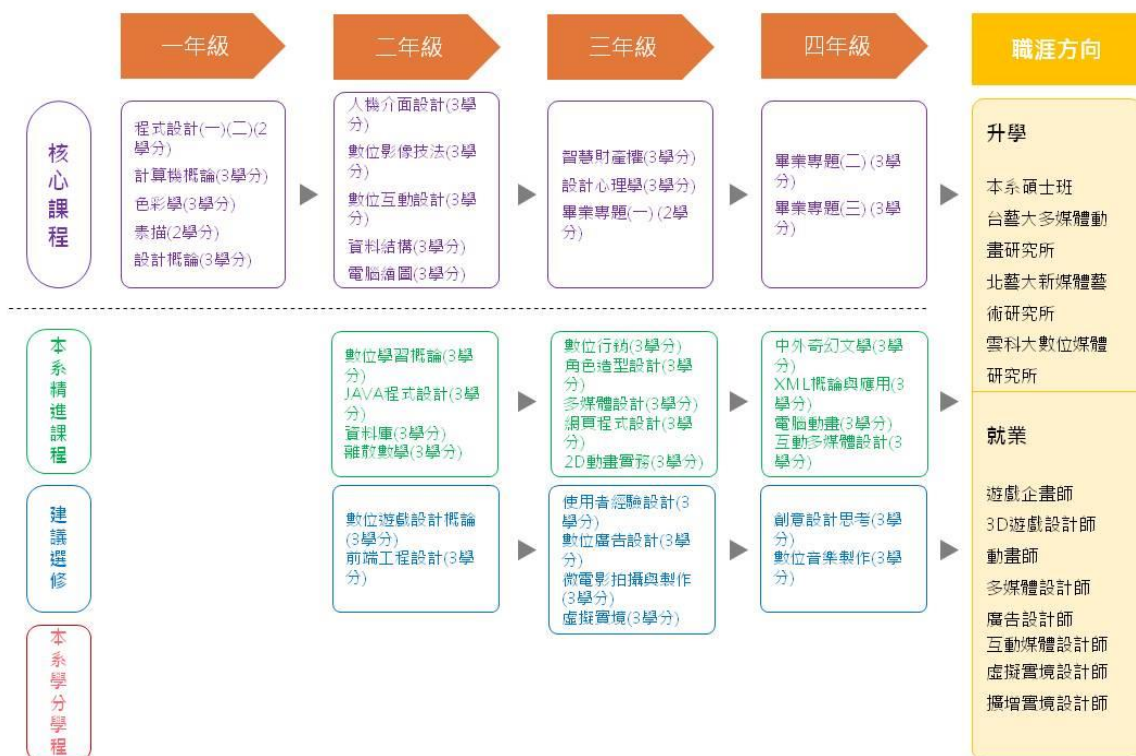 一年級
二年級
三年級
四年級
職涯方向
核心課程
程式設計(一)(二)(2
學分)
計算機概論(3學分)
色彩學(3學分)
素描(2學分)
設計概論(3學分)
人機介面設計(3學
分)
數位影像技法(3學
分)
數位互動設計(3學
分)
資料結構(3學分)
電腦繪圖(3學分)
智慧財產權(3學分)
設計心理學(3學分)
畢業專題(一)(2學
分)
畢業專題(二)(3學
分)
畢業專題(三)(3學
分)
本系精進課程
數位學習概論(3學
分)
JAVA程式設計(3學
分)
資料庫(3學分)
離散數學(3學分)
數位行銷(3學分)
角色造型設計(3學
分)
多媒體設計(3學分)
網頁程式設計(3學
分)
2D動畫實務(3學分)
中外奇幻文學(3學
分)
XML概論與應用(3
學分)
電腦動畫(3學分)
互動多媒體設計(3
學分)
建議選修
數位遊戲設計概論
(3學分)
前端工程設計(3學
分)
使用者經驗設計(3
學分)
數位廣告設計(3學
分)
微電影拍攝與製作
(3學分)
虛擬實境(3學分)
創意設計思考(3學
分)
數位音樂製作(3學
分)
本系學分學程
升學
本系碩士班
台藝大多媒體動
畫研究所
北藝大新媒體藝
術研究所
雲科大數位媒體
研究所
就業
遊戲企畫師
3D遊戲設計師
動畫師
多媒體設計師
廣告設計師
互動媒體設計師
虛擬實境設計師
擴增實境設計師